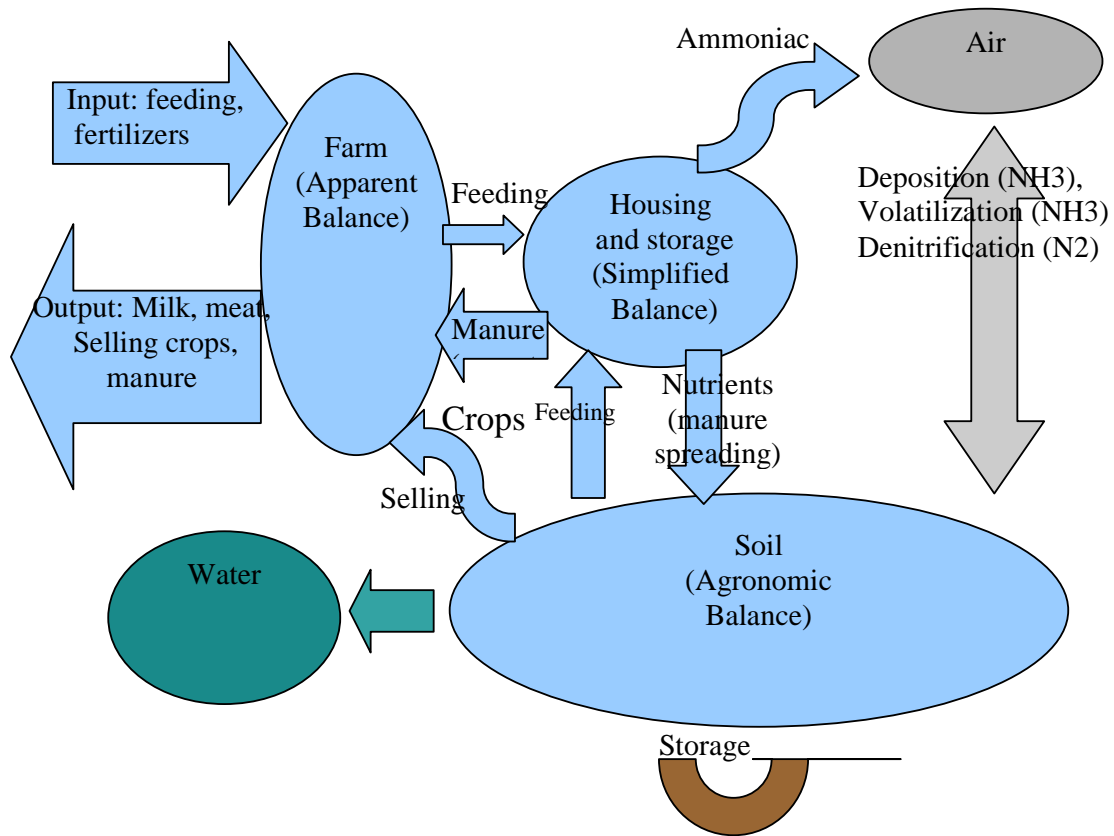 Ammoniac
Air
Input: feeding,
fertilizers
Farm
(Apparent
Balance)
Feeding
Housing
and storage
(Simplified
Balance)
Deposition (NH3),
Volatilization (NH3)
Denitrification (N2)
Output: Milk, meat,
Selling crops,
manure
Manure
Crops
Feeding
Nutrients
(manure
spreading)
Selling
Soil
(Agronomic
Balance)
Water
Storage